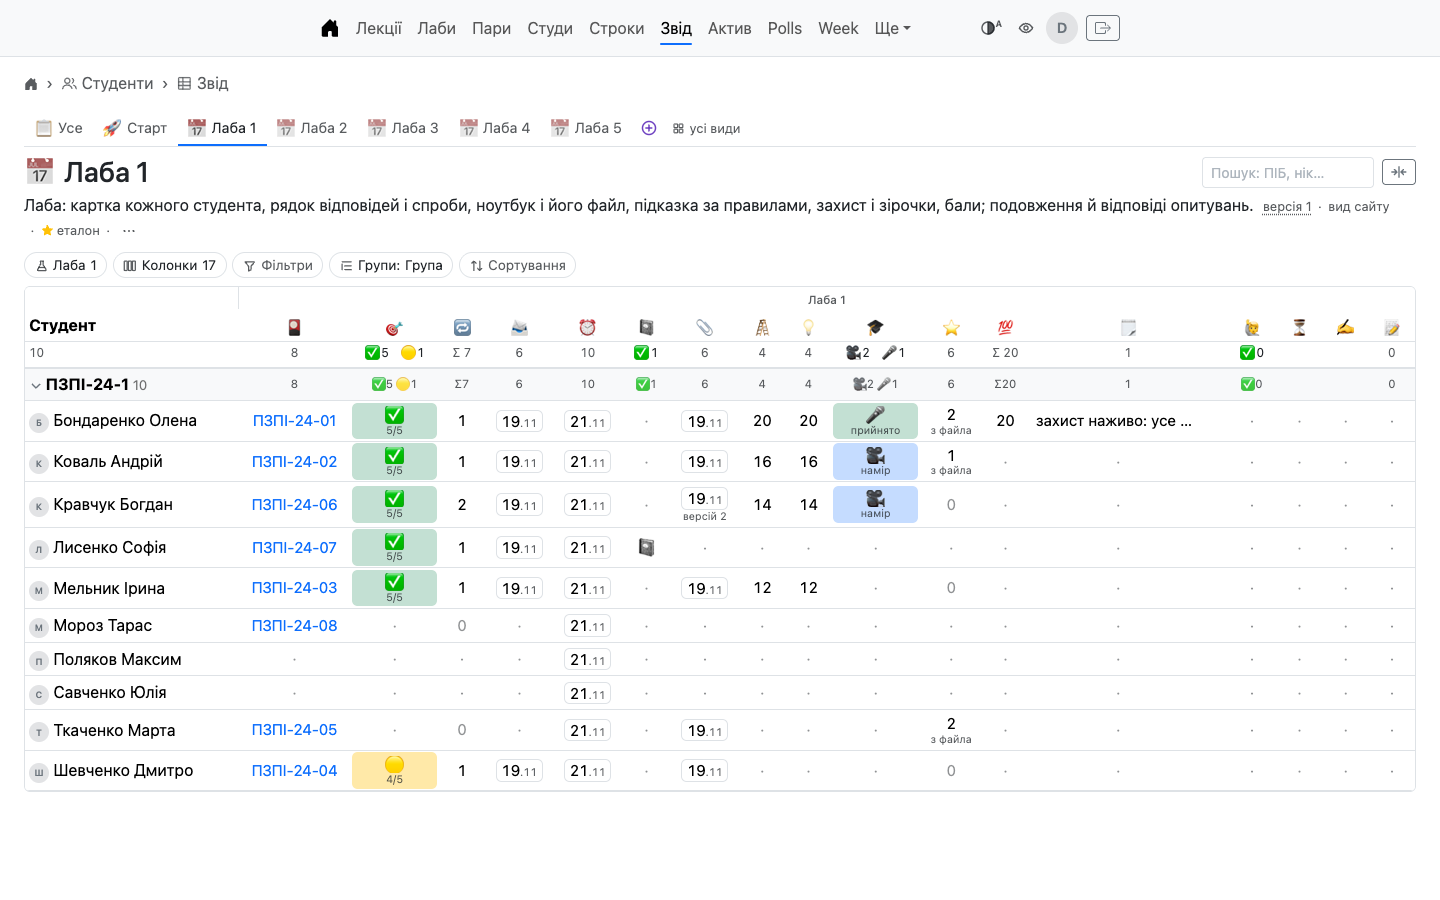 Лекції Лаби Пари Студи Строки Звід Актив Polls Week Ще A D
› Студенти › Звід
Усе Старт 17 Лаба 1 17 Лаба 2 17 Лаба 3 17 Лаба 4 17 Лаба 5 усі види
17 Лаба 1 Пошук: ПІБ, нік...
Лаба: картка кожного студента, рядок відповідей і спроби, ноутбук і його файл, підказка за правилами, захист і зірочки, бали; подовження й відповіді опитувань. версія 1 · вид сайту
· еталон · ...
Лаба 1 Колонки 17 Фільтри Групи: Група Сортування
Лаба 1
Студент 100
10 8 ✅5 🟡1 Σ 7 6 10 ✅1 6 4 4 2 1 6 Σ 20 1 ✅0 0
ПЗПІ-24-1 10 8 ✅5 🟡1 Σ7 6 10 ✅1 6 4 4 2 1 6 Σ20 1 ✅0 0
Б Бондаренко Олена ПЗПІ-24-01 ✅ 5/5 1 19.11 21.11 · 19.11 20 20 прийнято 2 з файла 20 захист наживо: усе ... · · · ·
К Коваль Андрій ПЗПІ-24-02 ✅ 5/5 1 19.11 21.11 · 19.11 16 16 намір 1 з файла · · · · · ·
К Кравчук Богдан ПЗПІ-24-06 ✅ 5/5 2 19.11 21.11 · 19.11 версій 2 14 14 намір 0 · · · · · ·
Л Лисенко Софія ПЗПІ-24-07 ✅ 5/5 1 19.11 21.11 · · · · · · · · · · ·
М Мельник Ірина ПЗПІ-24-03 ✅ 5/5 1 19.11 21.11 · 19.11 12 12 · 0 · · · · · ·
М Мороз Тарас ПЗПІ-24-08 · 0 · 21.11 · · · · · · · · · · · ·
П Поляков Максим · · · · 21.11 · · · · · · · · · · · ·
С Савченко Юлія · · · · 21.11 · · · · · · · · · · · ·
Т Ткаченко Марта ПЗПІ-24-05 · 0 · 21.11 · 19.11 · · · 2 з файла · · · · · ·
Ш Шевченко Дмитро ПЗПІ-24-04 🟡 4/5 1 19.11 21.11 · 19.11 · · · 0 · · · · · ·